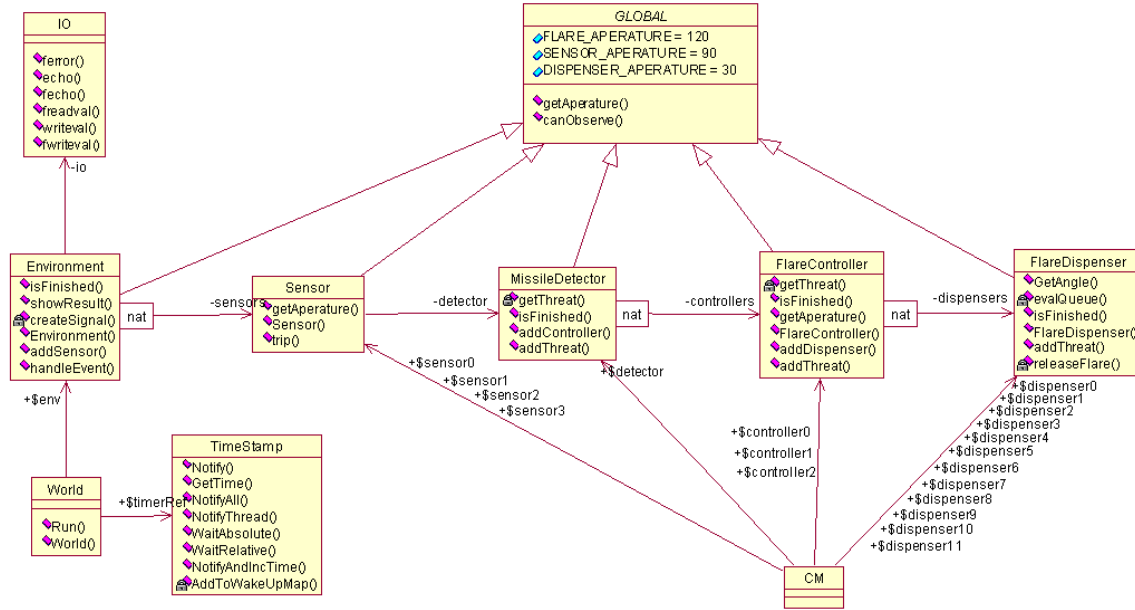 IO
ferror()
echo()
fecho()
freadval()
writeval()
fwriteval()
-io
GLOBAL
FLARE_APERATURE = 120
SENSOR_APERATURE = 90
DISPENSER_APERATURE = 30
getAperature()
canObserve()
Environment
isFinished()
showResult()
createSignal()
Environment()
addSensor()
handleEvent()
nat
-sensors
Sensor
getAperature()
Sensor()
trip()
-detector
MissileDetector
getThreat()
isFinished()
addController()
addThreat()
nat
-controllers
FlareController
getThreat()
isFinished()
getAperature()
FlareController()
addDispenser()
addThreat()
nat
-dispensers
FlareDispenser
GetAngle()
evalQueue()
isFinished()
FlareDispenser()
addThreat()
releaseFlare()
+$env
World
Run()
World()
+$timerRef
TimeStamp
Notify()
GetTime()
NotifyAll()
NotifyThread()
WaitAbsolute()
WaitRelative()
NotifyAndIncTime()
AddToWakeUpMap()
+$sensor0
+$sensor1
+$sensor2
+$sensor3
+$detector
+$controller0
+$controller1
+$controller2
+$dispenser0
+$dispenser1
+$dispenser2
+$dispenser3
+$dispenser4
+$dispenser5
+$dispenser6
+$dispenser7
+$dispenser8
+$dispenser9
+$dispenser10
+$dispenser11
CM